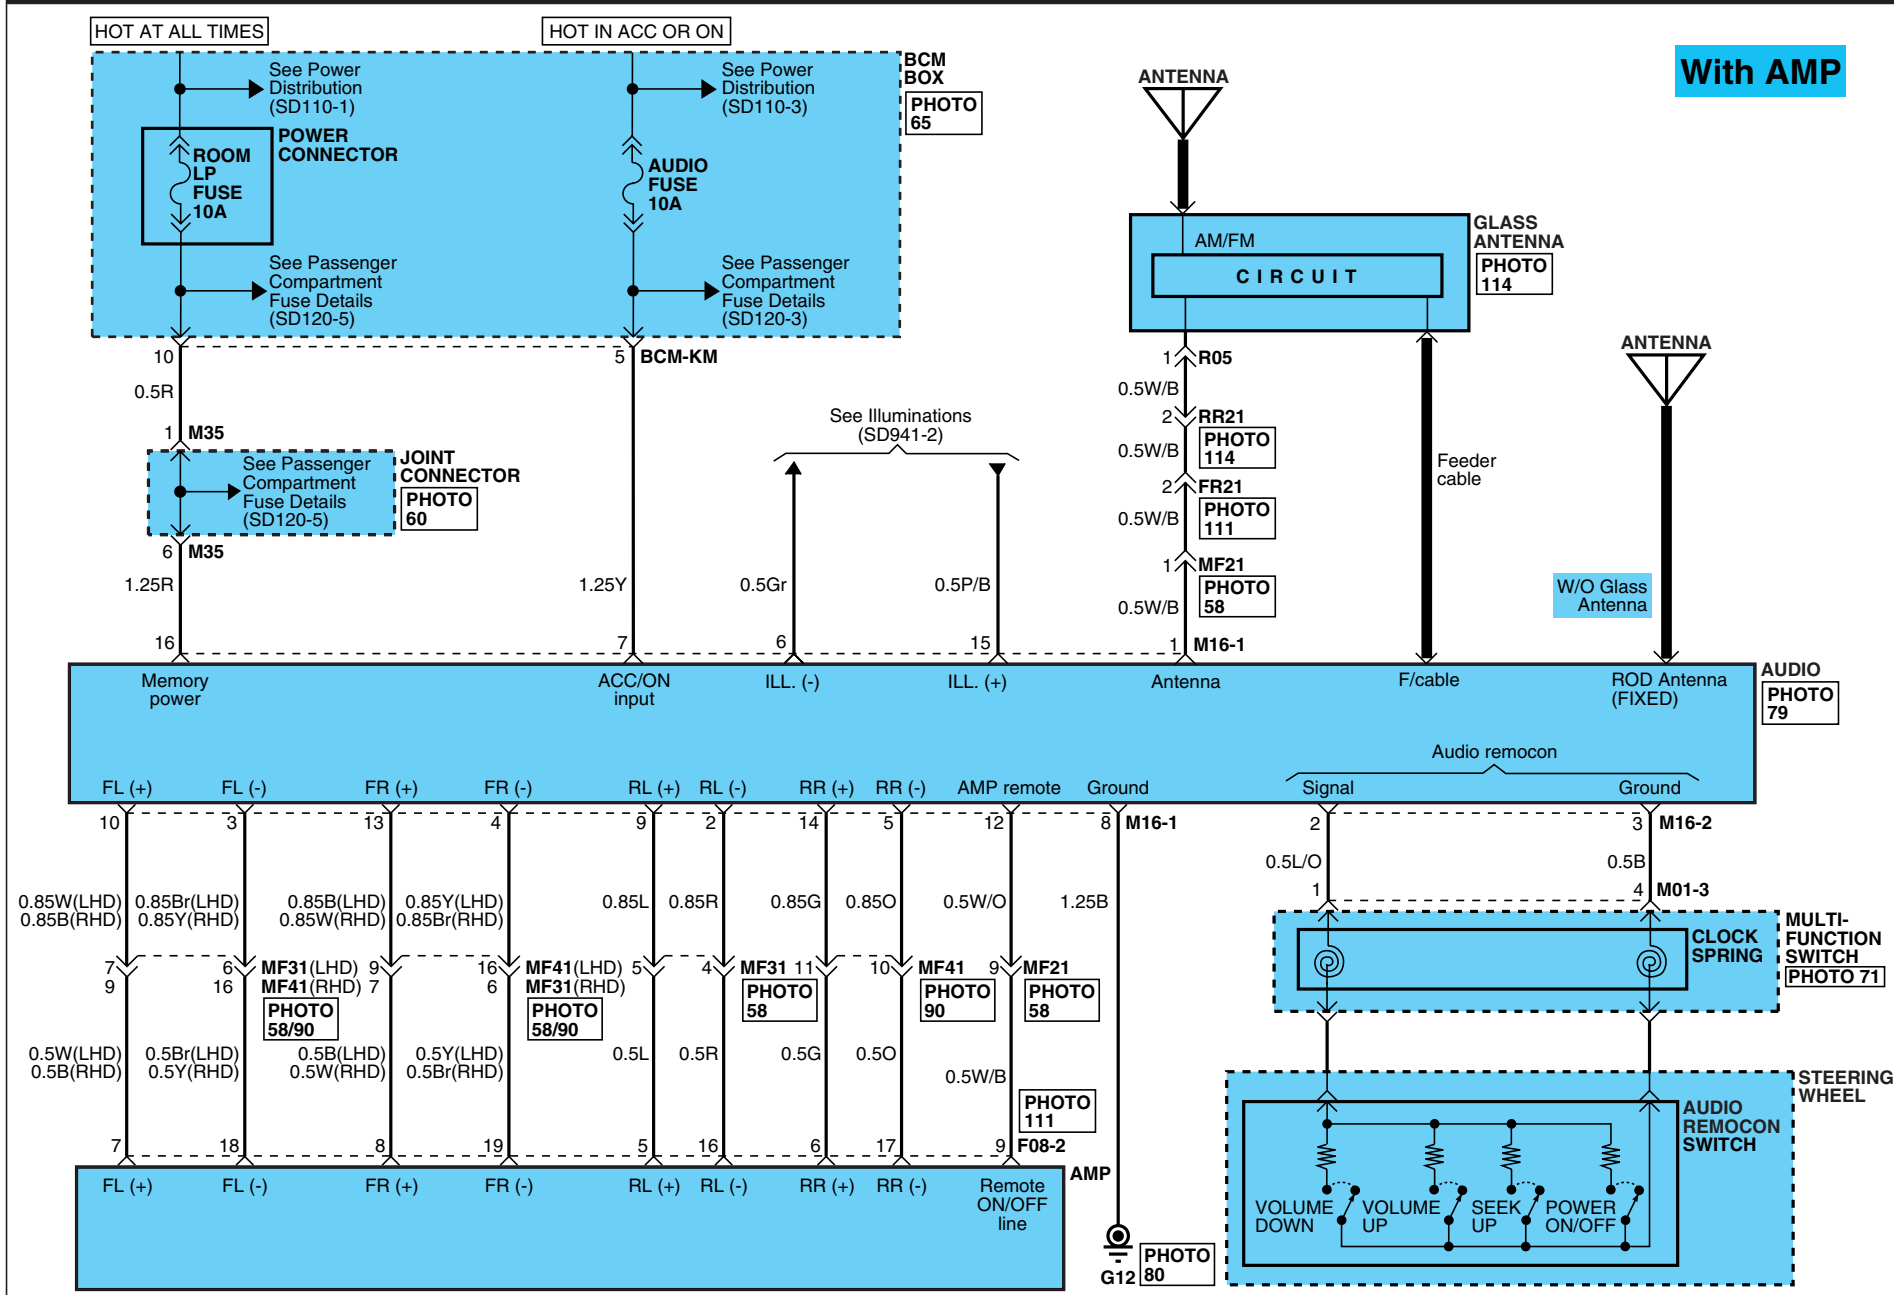 HOT AT ALL TIMES
HOT IN ACC OR ON
With AMP
See Power
Distribution
(SD110-1)
See Power
Distribution
(SD110-3)
BCM
BOX
PHOTO
65
POWER
CONNECTOR
ROOM
LP
FUSE
10A
AUDIO
FUSE
10A
See Passenger
Compartment
Fuse Details
(SD120-5)
See Passenger
Compartment
Fuse Details
(SD120-3)
ANTENNA
AM/FM
CIRCUIT
GLASS
ANTENNA
PHOTO
114
10
5 BCM-KM
0.5R
1 M35
See Passenger
Compartment
Fuse Details
(SD120-5)
JOINT
CONNECTOR
PHOTO
60
6 M35
See Illuminations
(SD941-2)
1 R05
0.5W/B
2 RR21
PHOTO
114
0.5W/B
2 FR21
PHOTO
111
0.5W/B
1 MF21
PHOTO
58
0.5W/B
Feeder
cable
ANTENNA
W/O Glass
Antenna
1.25R
1.25Y
0.5Gr
0.5P/B
16
7
6
15
1 M16-1
Memory
power
ACC/ON
input
ILL. (-)
ILL. (+)
Antenna
F/cable
ROD Antenna
(FIXED)
AUDIO
PHOTO
79
Audio remocon
FL (+)
FL (-)
FR (+)
FR (-)
RL (+)
RL (-)
RR (+)
RR (-)
AMP remote
Ground
Signal
Ground
10
3
13
4
9
2
14
5
12
8 M16-1
2
3 M16-2
0.5L/O
0.5B
1
4 M01-3
0.85W(LHD)
0.85B(RHD)
0.85Br(LHD)
0.85Y(RHD)
0.85B(LHD)
0.85W(RHD)
0.85Y(LHD)
0.85Br(RHD)
0.85L
0.85R
0.85G
0.85O
0.5W/O
1.25B
7
9
6
16
MF31(LHD)
MF41(RHD)
PHOTO
58/90
9
7
16
6
MF41(LHD)
MF31(RHD)
PHOTO
58/90
5
4 MF31
PHOTO
58
11
10 MF41
PHOTO
90
9 MF21
PHOTO
58
CLOCK
SPRING
MULTI-
FUNCTION
SWITCH
PHOTO 71
0.5W(LHD)
0.5B(RHD)
0.5Br(LHD)
0.5Y(RHD)
0.5B(LHD)
0.5W(RHD)
0.5Y(LHD)
0.5Br(RHD)
0.5L
0.5R
0.5G
0.5O
0.5W/B
PHOTO
111
7
18
8
19
5
16
6
17
9 F08-2
AMP
FL (+)
FL (-)
FR (+)
FR (-)
RL (+)
RL (-)
RR (+)
RR (-)
Remote
ON/OFF
line
G12
PHOTO
80
STEERING
WHEEL
AUDIO
REMOCON
SWITCH
VOLUME
DOWN
VOLUME
UP
SEEK
UP
POWER
ON/OFF